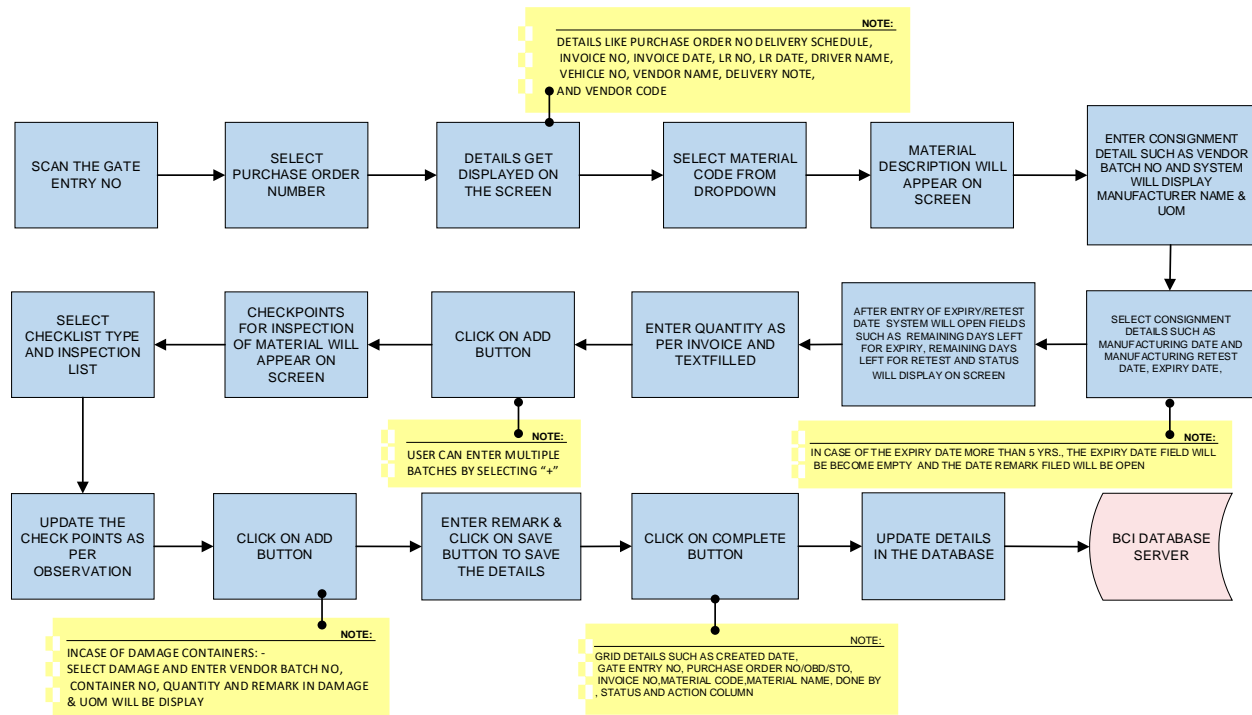 NOTE:
DETAILS LIKE PURCHASE ORDER NO DELIVERY SCHEDULE,
INVOICE NO, INVOICE DATE, LR NO, LR DATE, DRIVER NAME,
VEHICLE NO, VENDOR NAME, DELIVERY NOTE,
AND VENDOR CODE
SCAN THE GATE
ENTRY NO
SELECT
PURCHASE ORDER
NUMBER
DETAILS GET
DISPLAYED ON
THE SCREEN
SELECT MATERIAL
CODE FROM
DROPDOWN
MATERIAL
DESCRIPTION WILL
APPEAR ON
SCREEN
ENTER CONSIGNMENT
DETAIL SUCH AS VENDOR
BATCH NO AND SYSTEM
WILL DISPLAY
MANUFACTURER NAME &
UOM
SELECT CONSIGNMENT
DETAILS SUCH AS
MANUFACTURING DATE AND
MANUFACTURING RETEST
DATE, EXPIRY DATE,
NOTE:
IN CASE OF THE EXPIRY DATE MORE THAN 5 YRS., THE EXPIRY DATE FIELD WILL
BE BECOME EMPTY AND THE DATE REMARK FILED WILL BE OPEN
AFTER ENTRY OF EXPIRY/RETEST
DATE SYSTEM WILL OPEN FIELDS
SUCH AS REMAINING DAYS LEFT
FOR EXPIRY, REMAINING DAYS
LEFT FOR RETEST AND STATUS
WILL DISPLAY ON SCREEN
ENTER QUANTITY AS
PER INVOICE AND
TEXTFILLED
CLICK ON ADD
BUTTON
NOTE:
USER CAN ENTER MULTIPLE
BATCHES BY SELECTING “+”
CHECKPOINTS
FOR INSPECTION
OF MATERIAL WILL
APPEAR ON
SCREEN
SELECT
CHECKLIST TYPE
AND INSPECTION
LIST
UPDATE THE
CHECK POINTS AS
PER
OBSERVATION
CLICK ON ADD
BUTTON
NOTE:
INCASE OF DAMAGE CONTAINERS: -
SELECT DAMAGE AND ENTER VENDOR BATCH NO,
CONTAINER NO, QUANTITY AND REMARK IN DAMAGE
& UOM WILL BE DISPLAY
ENTER REMARK &
CLICK ON SAVE
BUTTON TO SAVE
THE DETAILS
CLICK ON COMPLETE
BUTTON
NOTE:
GRID DETAILS SUCH AS CREATED DATE,
GATE ENTRY NO, PURCHASE ORDER NO/OBD/STO,
INVOICE NO,MATERIAL CODE,MATERIAL NAME, DONE BY
, STATUS AND ACTION COLUMN
UPDATE DETAILS
IN THE DATABASE
BCI DATABASE
SERVER